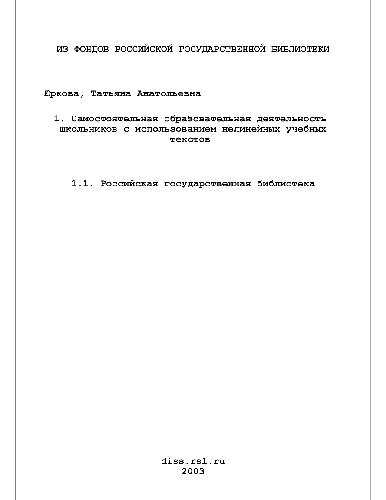 ИЗ ФОНДОВ РОССИЙСКОЙ ГОСУДАРСТВЕННОЙ БИБЛИОТЕКИ
Юркова, Татьяна Анатольевна
1. Самостоятельная образовательная деятельность
школьников с использованием нелинейных учебных
текстов
1.1. Российская государственная библиотека
diss.rsl.ru
2003